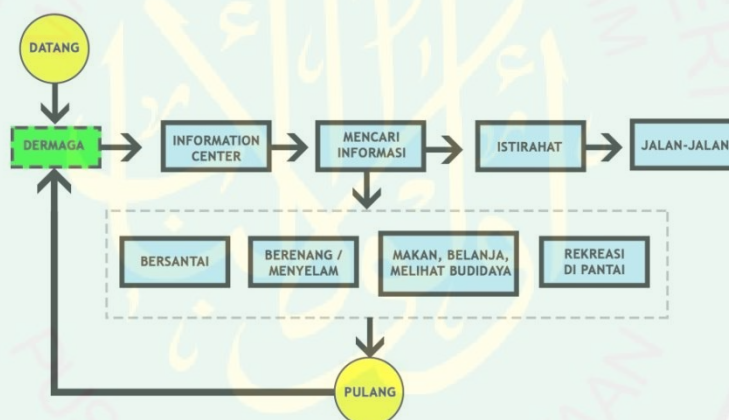 DATANG
DERMAGA
INFORMATION
CENTER
MENCARI
INFORMASI
ISTIRAHAT
JALAN-JALAN
BERSANTAI
BERENANG /
MENYELAM
MAKAN, BELANJA,
MELIHAT BUDIDAYA
REKREASI
DI PANTAI
PULANG